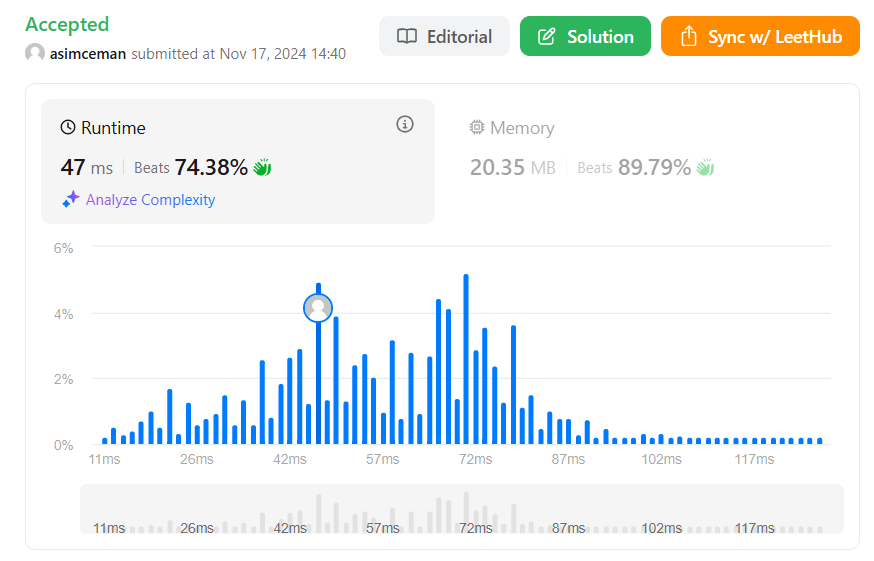 Accepted
asimceman submitted at Nov 17, 2024 14:40
Editorial
Solution
Sync w/ LeetHub
Runtime
47 ms Beats 74.38%
Analyze Complexity
Memory
20.35 MB Beats 89.79%
6%
4%
2%
0%
11ms 26ms 42ms 57ms 72ms 87ms 102ms 117ms
11ms 26ms 42ms 57ms 72ms 87ms 102ms 117ms